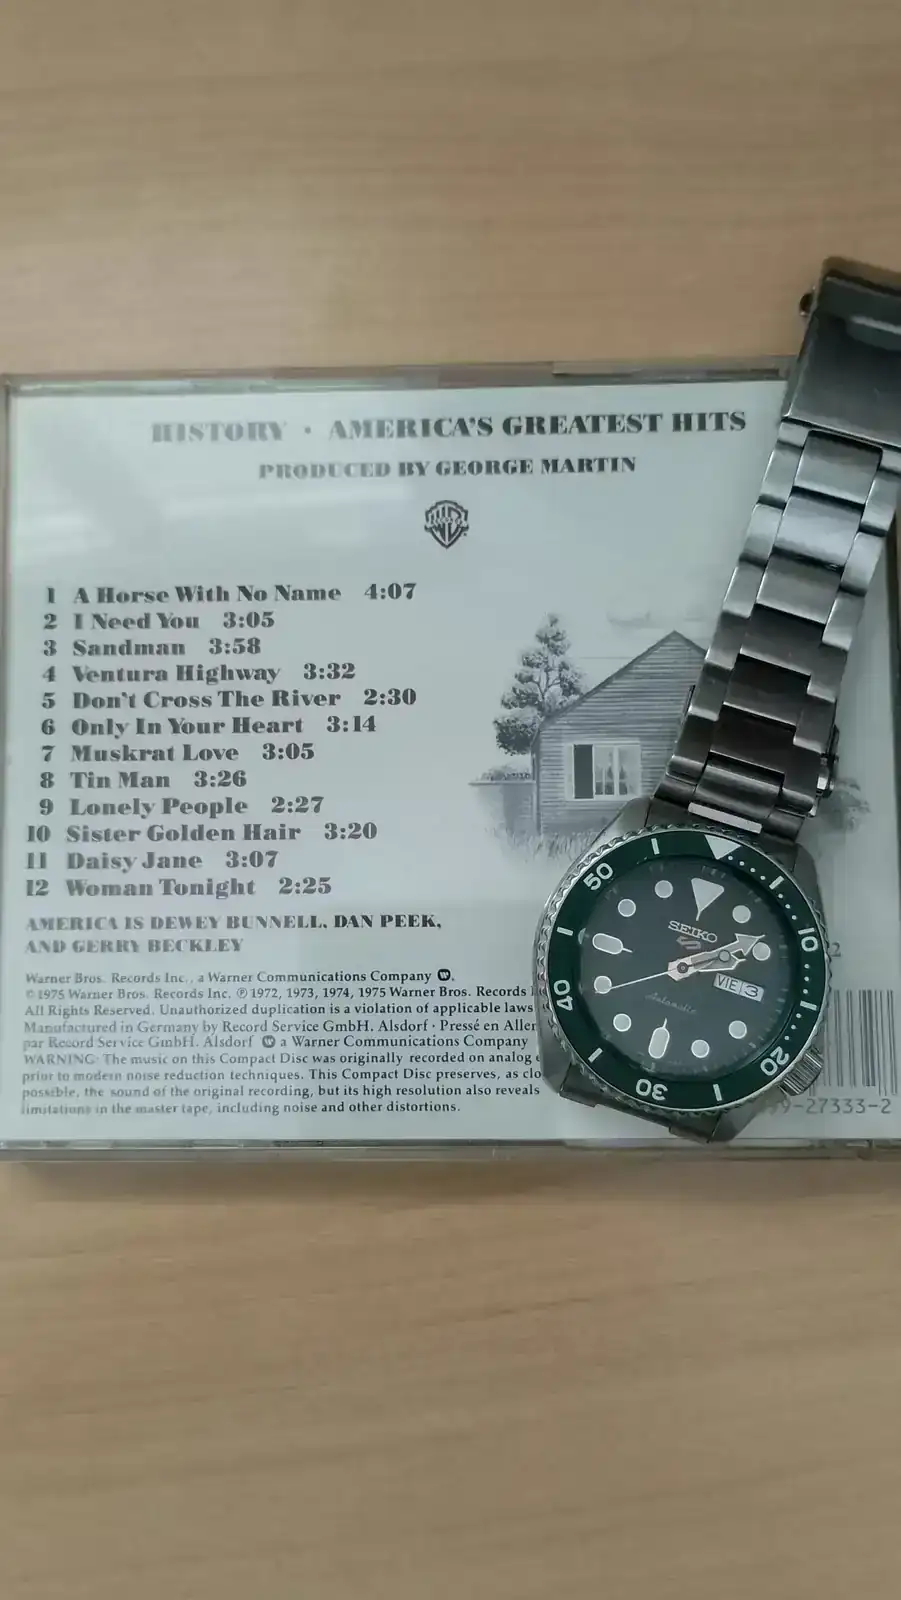 HISTORY • AMERICA'S GREATEST HITS
PRODUCED BY GEORGE MARTIN
1 A Horse With No Name 4:07
2 I Need You 3:05
3 Sandman 3:58
4 Ventura Highway 3:32
5 Don't Cross The River 2:30
6 Only In Your Heart 3:14
7 Muskrat Love 3:05
8 Tin Man 3:26
9 Lonely People 2:27
10 Sister Golden Hair 3:20
11 Daisy Jane 3:07
12 Woman Tonight 2:25
AMERICA IS DEWEY BUNNELL, DAN PEEK,
AND GERRY BECKLEY
Warner Bros. Records Inc., a Warner Communications Company
© 1975 Warner Bros. Records Inc. ℗ 1972, 1973, 1974, 1975 Warner Bros. Records
All Rights Reserved. Unauthorized duplication is a violation of applicable laws
Manufactured in Germany by Record Service GmbH. Alsdorf • Pressé en
par Record Service GmbH. Alsdorf a Warner Communications Company
WARNING: The music on this Compact Disc was originally recorded on analog
prior to modern noise reduction techniques. This Compact Disc preserves, as
possible, the sound of the original recording, but its high resolution also reveals
limitations in the master tape, including noise and other distortions.
27333-2
SEIKO
5
Automatic
VIE 3
10
20
30
40
50